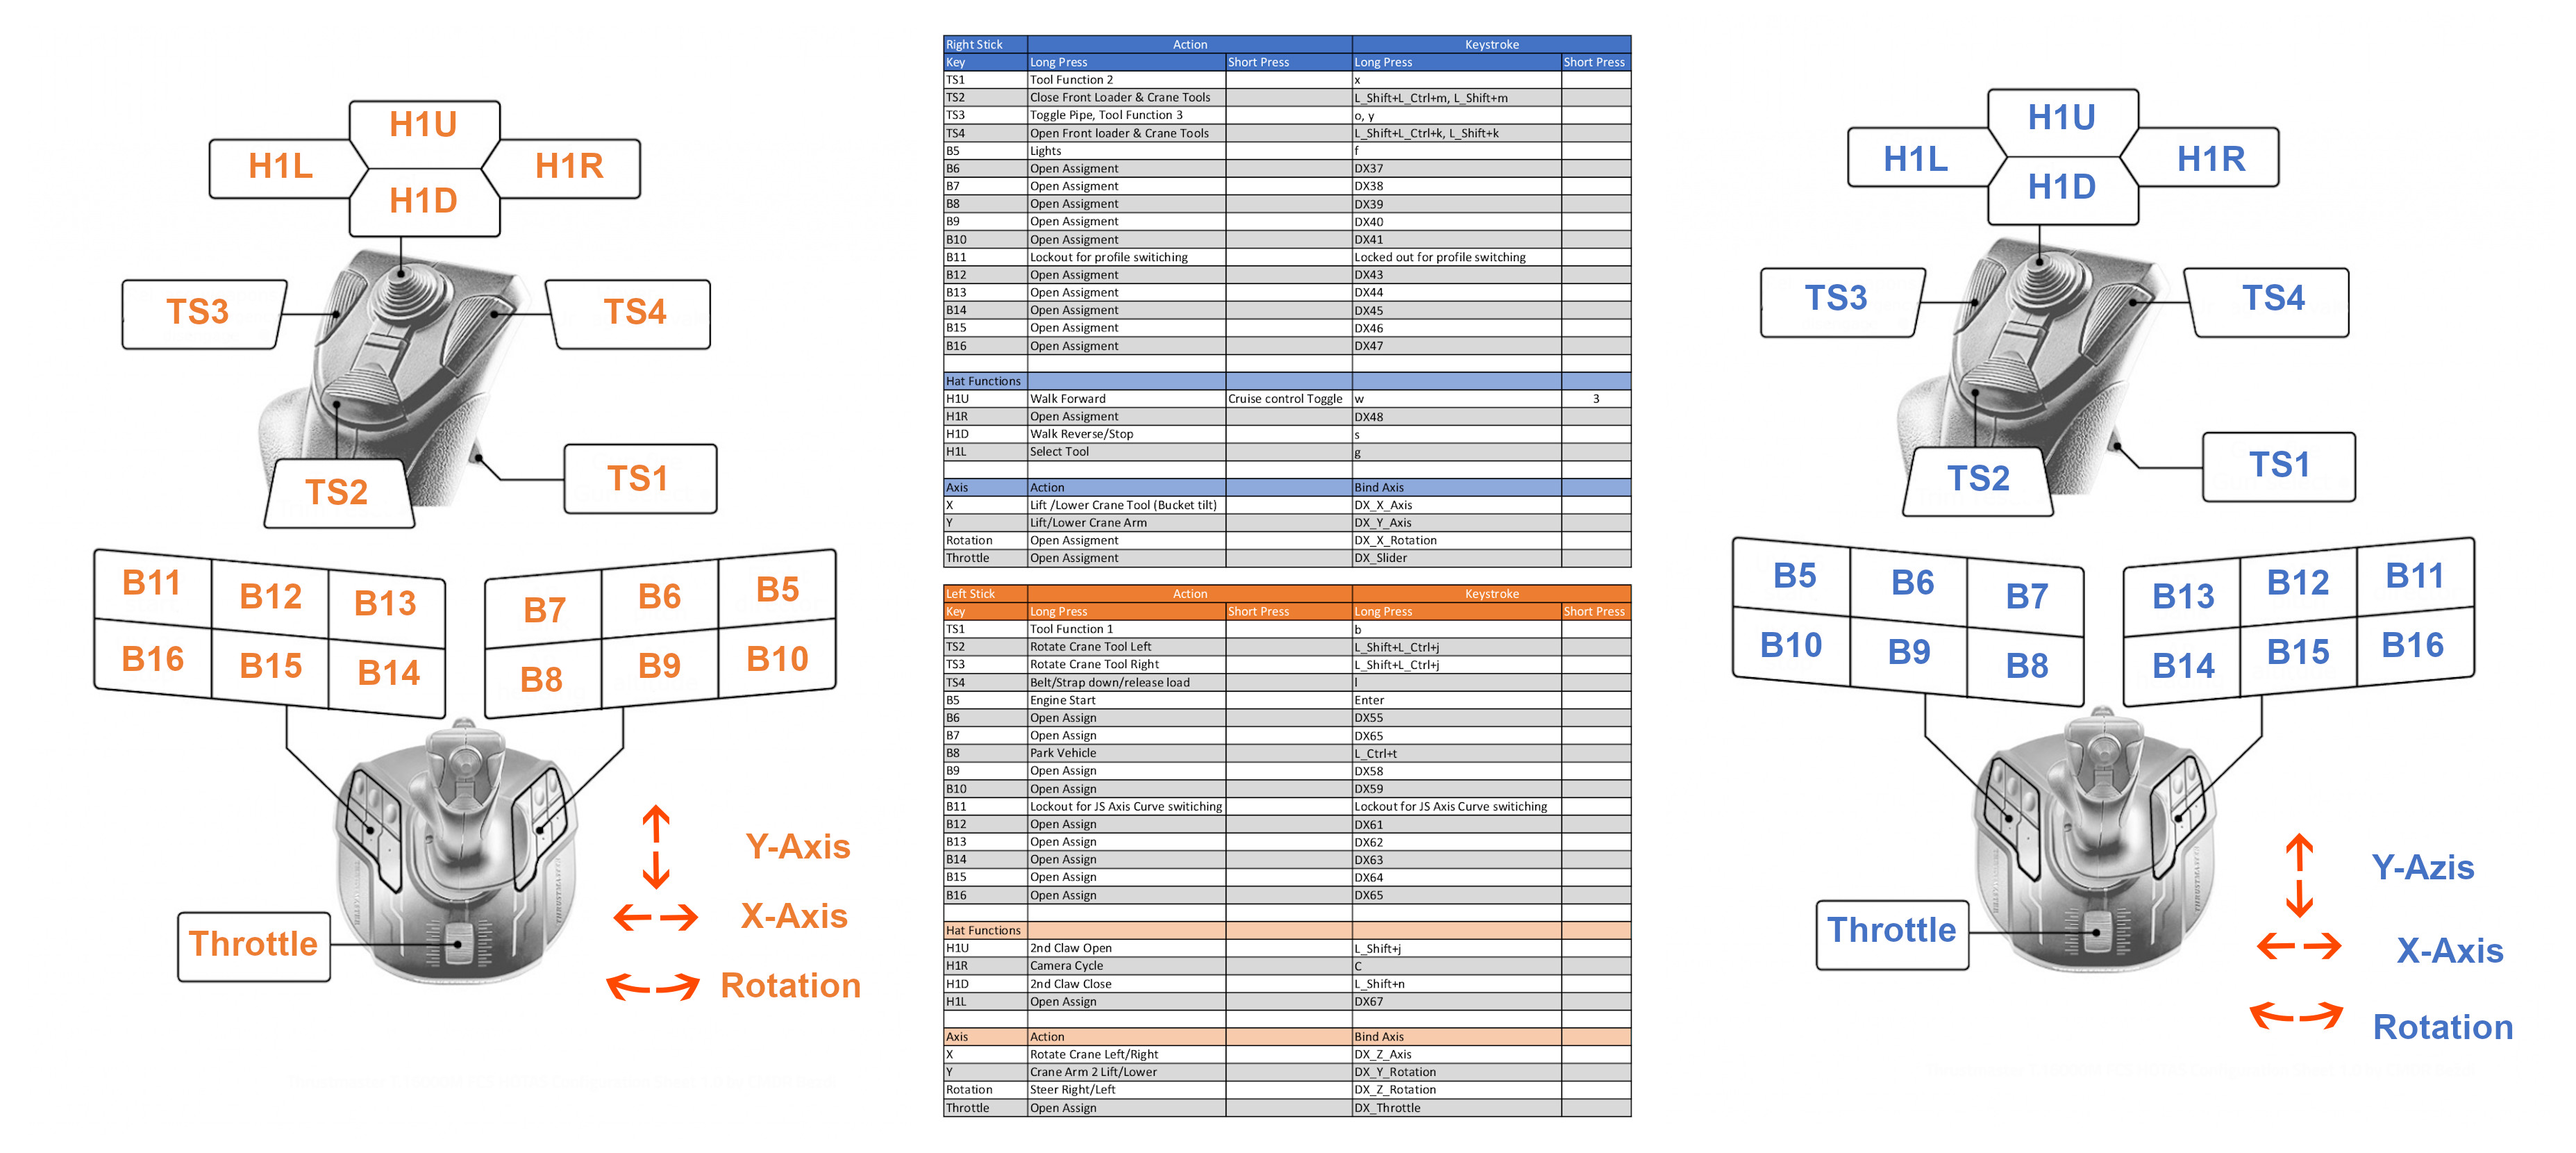 H1U
H1L
H1R
H1D
TS3
TS4
TS2
TS1
B11 B12 B13
B16 B15 B14
B7 B6 B5
B8 B9 B10
Throttle
Y-Axis
X-Axis
Rotation
Right Stick Action Keystroke
Key Long Press Short Press Long Press Short Press
TS1 Tool Function 2 x
TS2 Close Front Loader & Crane Tools L_Shift+L_Ctrl+m, L_Shift+m
TS3 Toggle Pipe, Tool Function 3 o, y
TS4 Open Front loader & Crane Tools L_Shift+L_Ctrl+k, L_Shift+k
B5 Lights f
B6 Open Assigment DX37
B7 Open Assigment DX38
B8 Open Assigment DX39
B9 Open Assigment DX40
B10 Open Assigment DX41
B11 Lockout for profile switiching Locked out for profile switching
B12 Open Assigment DX43
B13 Open Assigment DX44
B14 Open Assigment DX45
B15 Open Assigment DX46
B16 Open Assigment DX47
Hat Functions
H1U Walk Forward Cruise control Toggle w 3
H1R Open Assigment DX48
H1D Walk Reverse/Stop s
H1L Select Tool g
Axis Action Bind Axis
X Lift /Lower Crane Tool (Bucket tilt) DX_X_Axis
Y Lift/Lower Crane Arm DX_Y_Axis
Rotation Open Assigment DX_X_Rotation
Throttle Open Assigment DX_Slider
Left Stick Action Keystroke
Key Long Press Short Press Long Press Short Press
TS1 Tool Function 1 b
TS2 Rotate Crane Tool Left L_Shift+L_Ctrl+j
TS3 Rotate Crane Tool Right L_Shift+L_Ctrl+j
TS4 Belt/Strap down/release load l
B5 Engine Start Enter
B6 Open Assign DX55
B7 Open Assign DX65
B8 Park Vehicle L_Ctrl+t
B9 Open Assign DX58
B10 Open Assign DX59
B11 Lockout for JS Axis Curve switiching Lockout for JS Axis Curve switiching
B12 Open Assign DX61
B13 Open Assign DX62
B14 Open Assign DX63
B15 Open Assign DX64
B16 Open Assign DX65
Hat Functions
H1U 2nd Claw Open L_Shift+j
H1R Camera Cycle C
H1D 2nd Claw Close L_Shift+n
H1L Open Assign DX67
Axis Action Bind Axis
X Rotate Crane Left/Right DX_Z_Axis
Y Crane Arm 2 Lift/Lower DX_Y_Rotation
Rotation Steer Right/Left DX_Z_Rotation
Throttle Open Assign DX_Throttle
H1U
H1L
H1R
H1D
TS3
TS4
TS2
TS1
B5 B6 B7
B10 B9 B8
B13 B12 B11
B14 B15 B16
THRUSTMASTER
Throttle
Y-Azis
X-Axis
Rotation